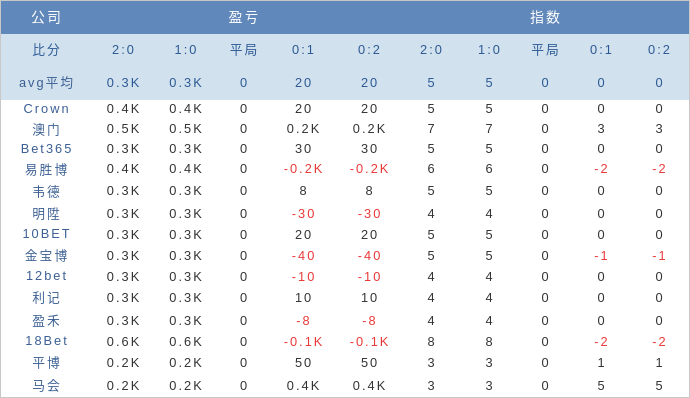 公司 盈亏 指数
比分 2:0 1:0 平局 0:1 0:2 2:0 1:0 平局 0:1 0:2
avg平均 0.3K 0.3K 0 20 20 5 5 0 0 0
Crown 0.4K 0.4K 0 20 20 5 5 0 0 0
澳门 0.5K 0.5K 0 0.2K 0.2K 7 7 0 3 3
Bet365 0.3K 0.3K 0 30 30 5 5 0 0 0
易胜博 0.4K 0.4K 0 -0.2K -0.2K 6 6 0 -2 -2
韦德 0.3K 0.3K 0 8 8 5 5 0 0 0
明陞 0.3K 0.3K 0 -30 -30 4 4 0 0 0
10BET 0.3K 0.3K 0 20 20 5 5 0 0 0
金宝博 0.3K 0.3K 0 -40 -40 5 5 0 -1 -1
12bet 0.3K 0.3K 0 -10 -10 4 4 0 0 0
利记 0.3K 0.3K 0 10 10 4 4 0 0 0
盈禾 0.3K 0.3K 0 -8 -8 4 4 0 0 0
18Bet 0.6K 0.6K 0 -0.1K -0.1K 8 8 0 -2 -2
平博 0.2K 0.2K 0 50 50 3 3 0 1 1
马会 0.2K 0.2K 0 0.4K 0.4K 3 3 0 5 5